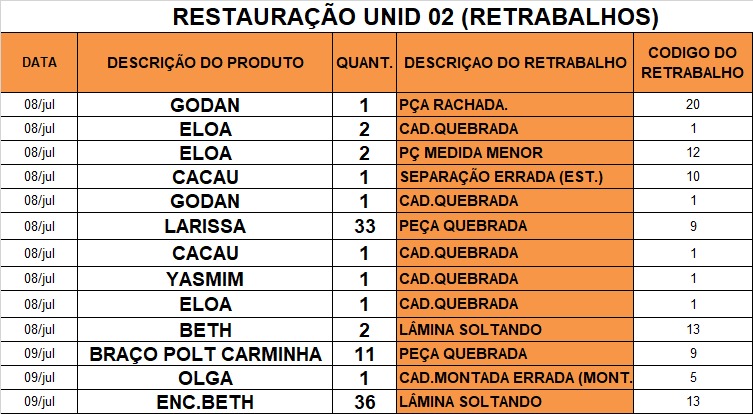 RESTAURAÇÃO UNID 02 (RETRABALHOS)
DATA DESCRIÇÃO DO PRODUTO QUANT. DESCRIÇAO DO RETRABALHO CODIGO DO RETRABALHO
08/jul GODAN 1 PÇA RACHADA. 20
08/jul ELOA 2 CAD.QUEBRADA 1
08/jul ELOA 2 PÇ MEDIDA MENOR 12
08/jul CACAU 1 SEPARAÇÃO ERRADA (EST.) 10
08/jul GODAN 1 CAD.QUEBRADA 1
08/jul LARISSA 33 PEÇA QUEBRADA 9
08/jul CACAU 1 CAD.QUEBRADA 1
08/jul YASMIM 1 CAD.QUEBRADA 1
08/jul ELOA 1 CAD.QUEBRADA 1
08/jul BETH 2 LÂMINA SOLTANDO 13
09/jul BRAÇO POLT CARMINHA 11 PEÇA QUEBRADA 9
09/jul OLGA 1 CAD.MONTADA ERRADA (MONT. 5
09/jul ENC.BETH 36 LÂMINA SOLTANDO 13